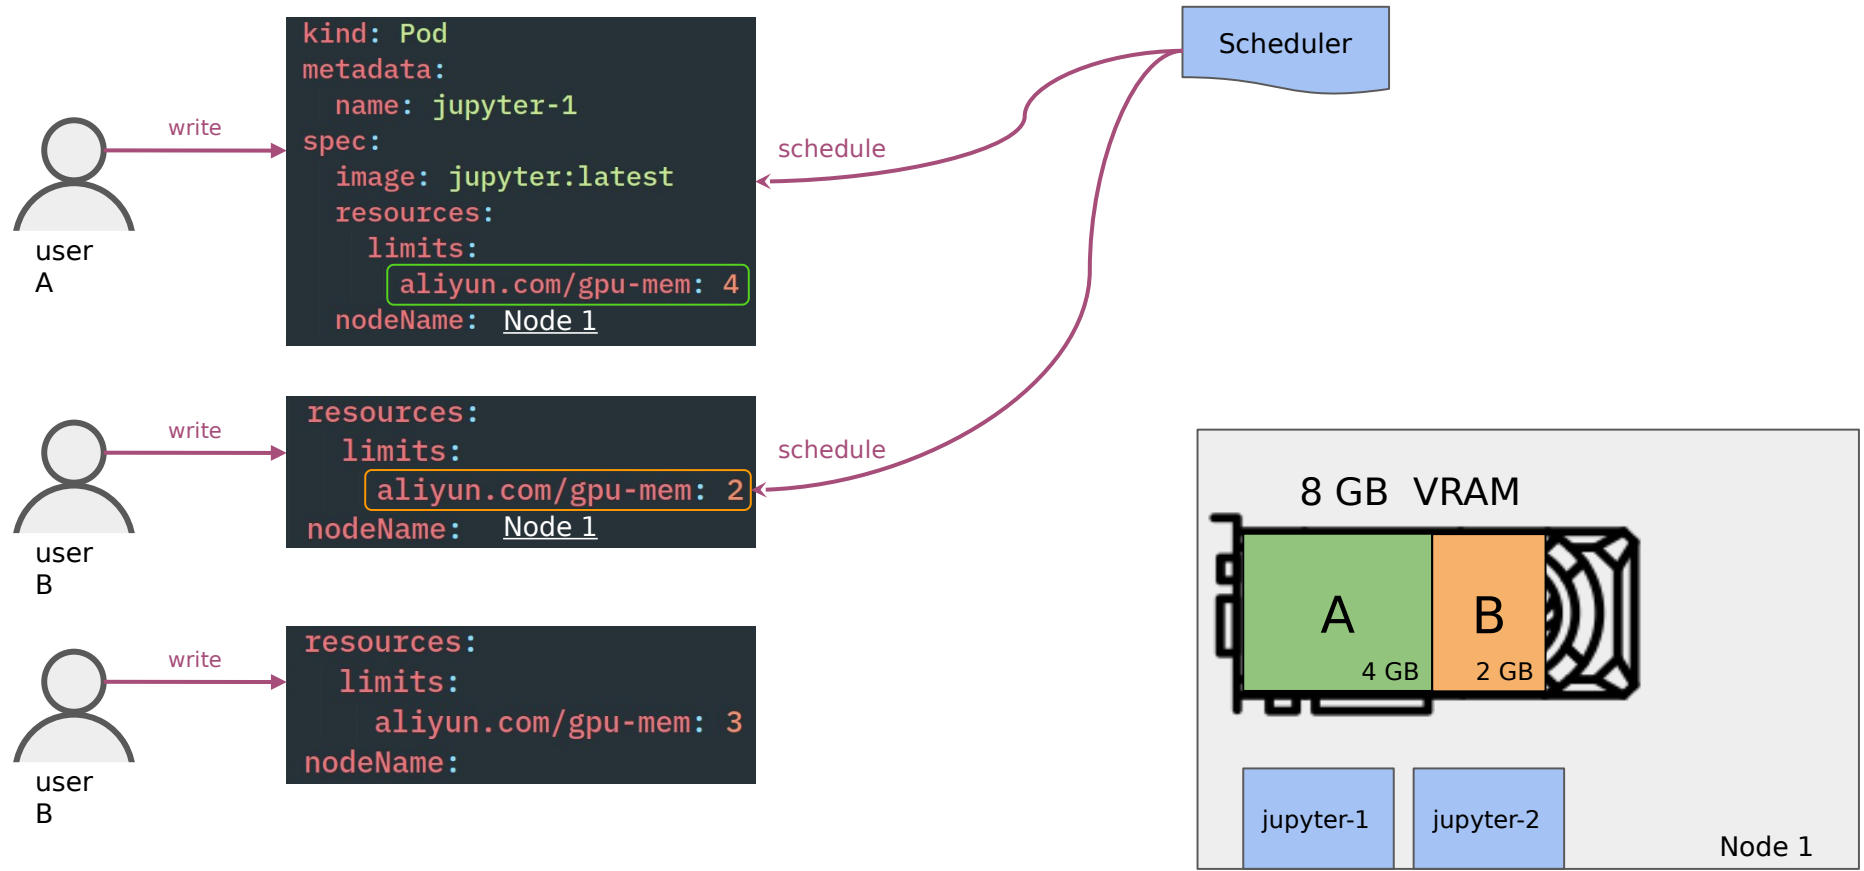 kind: Pod
metadata:
name: jupyter-1
spec:
image: jupyter:latest
resources:
limits:
aliyun.com/gpu-mem: 4
nodeName: Node 1
write
user
A
schedule
Scheduler
resources:
limits:
aliyun.com/gpu-mem: 2
nodeName: Node 1
write
user
B
schedule
resources:
limits:
aliyun.com/gpu-mem: 3
nodeName:
write
user
B
8 GB VRAM
A
4 GB
B
2 GB
jupyter-1
jupyter-2
Node 1